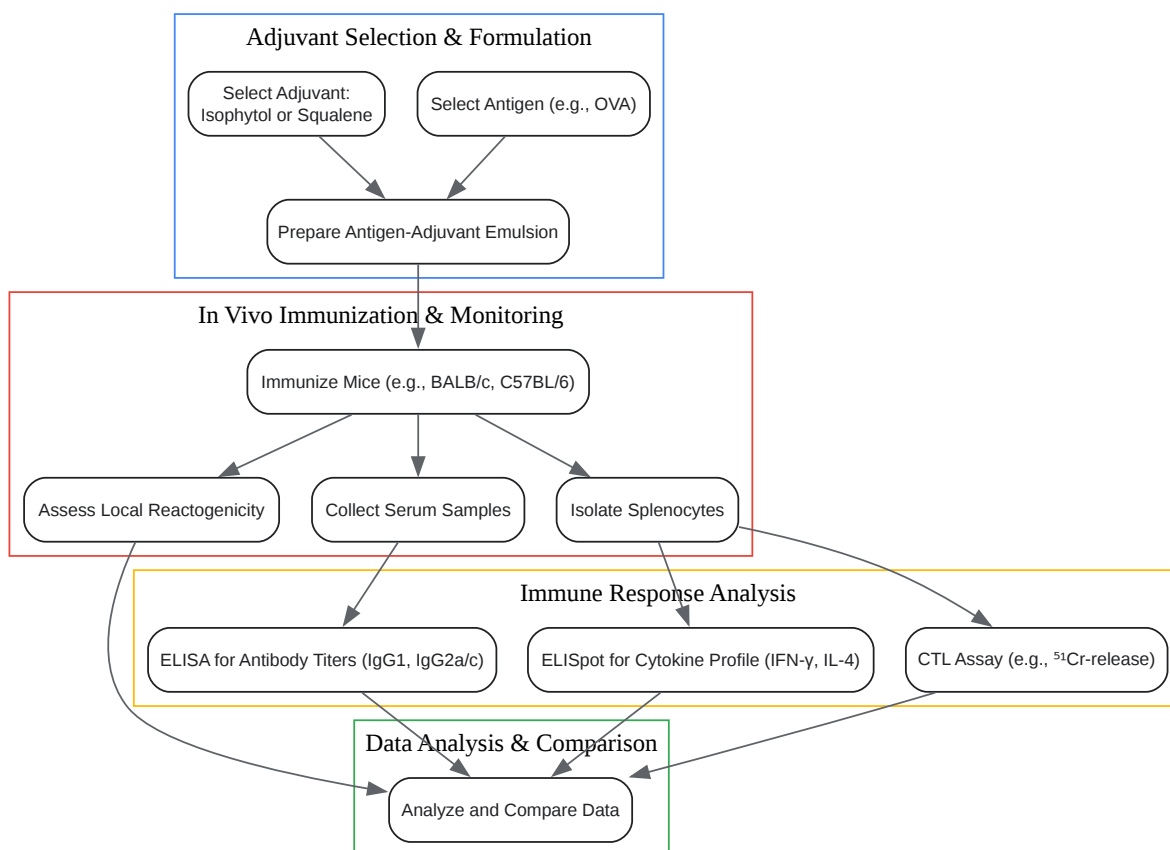 Adjuvant Selection & Formulation
Select Adjuvant:
Isophytol or Squalene
Select Antigen (e.g., OVA)
Prepare Antigen-Adjuvant Emulsion
In Vivo Immunization & Monitoring
Immunize Mice (e.g., BALB/c, C57BL/6)
Assess Local Reactogenicity
Collect Serum Samples
Isolate Splenocytes
Immune Response Analysis
ELISA for Antibody Titers (IgG1, IgG2a/c)
ELISpot for Cytokine Profile (IFN-γ, IL-4)
CTL Assay (e.g., ⁵¹Cr-release)
Data Analysis & Comparison
Analyze and Compare Data